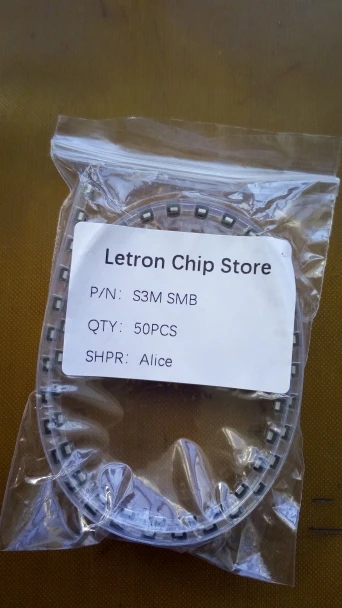 Letron Chip Store
P/N: S3M SMB
QTY: 50PCS
SHPR: Alice